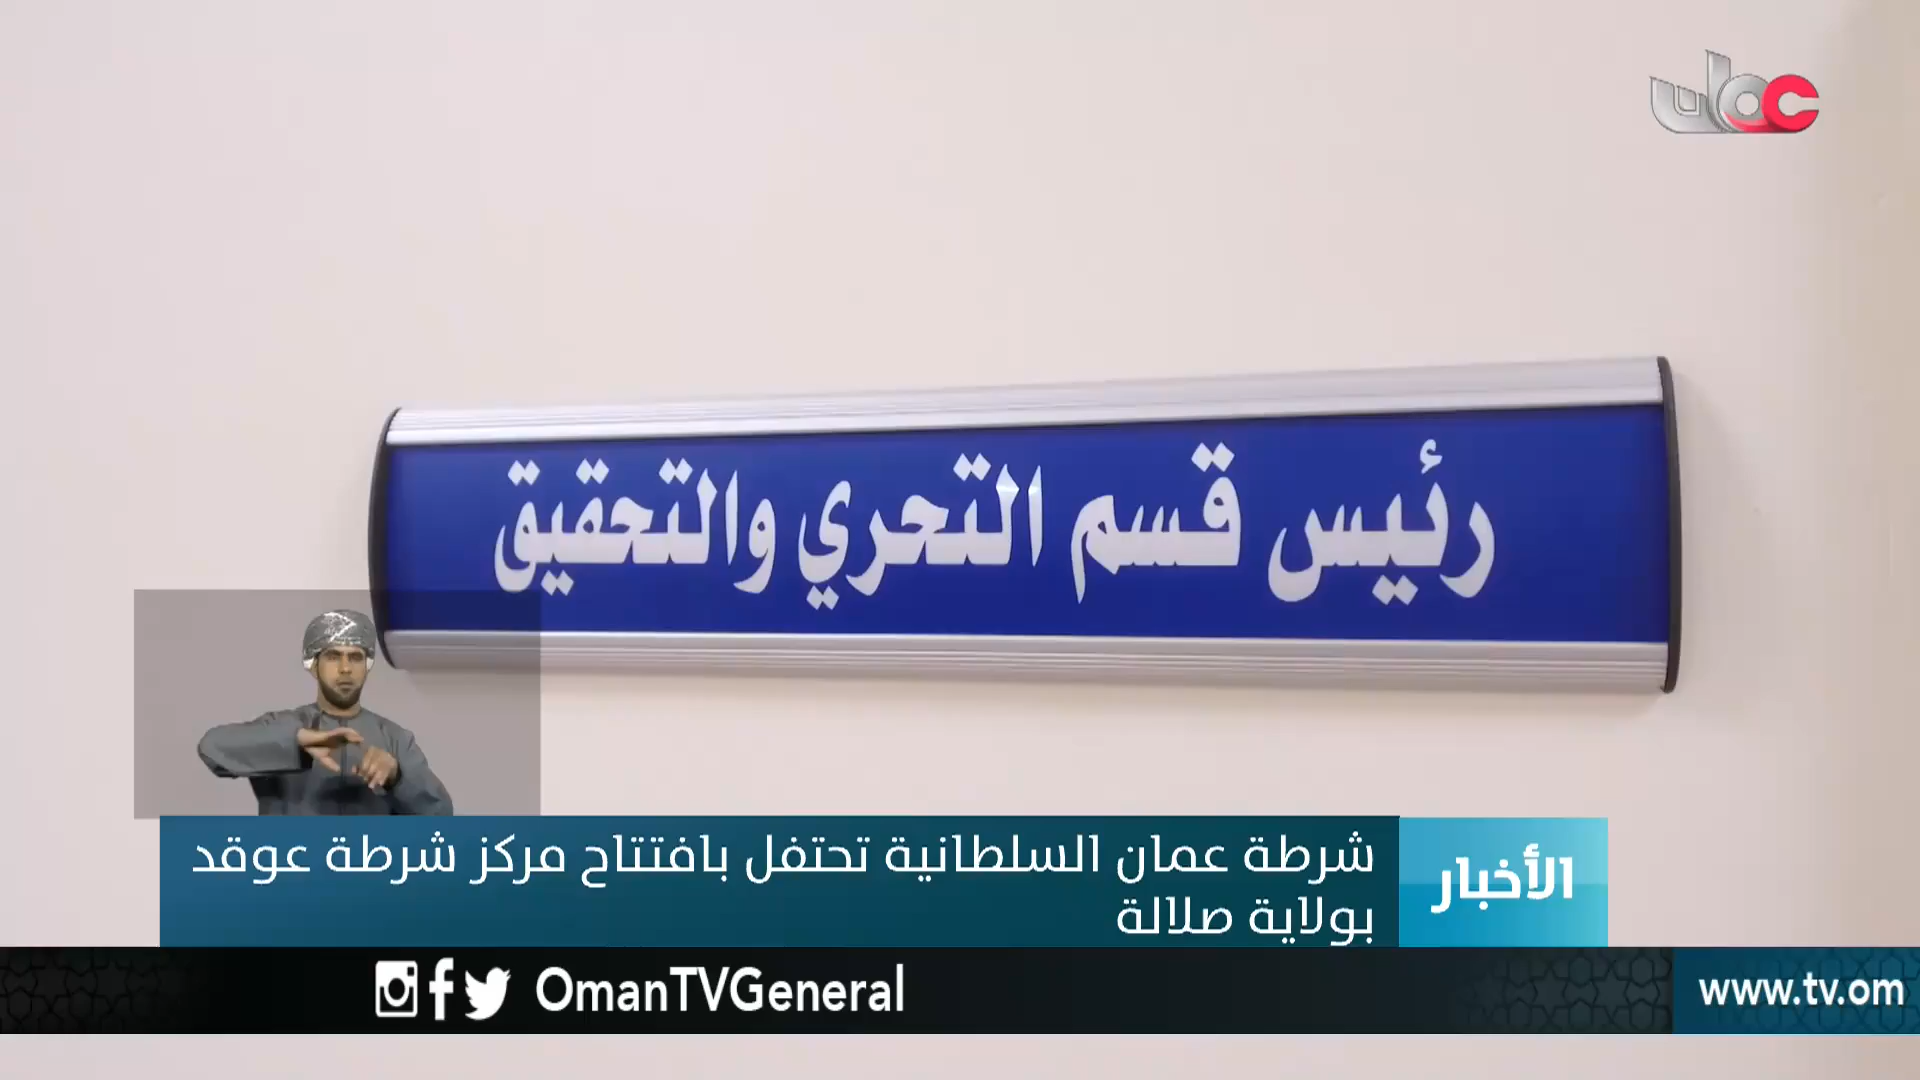 عمان
رئيس قسم التحري والتحقيق
الأخبار
شرطة عمان السلطانية تحتفل بافتتاح مركز شرطة عوقد
بولاية صلالة
OmanTVGeneral
www.tv.om